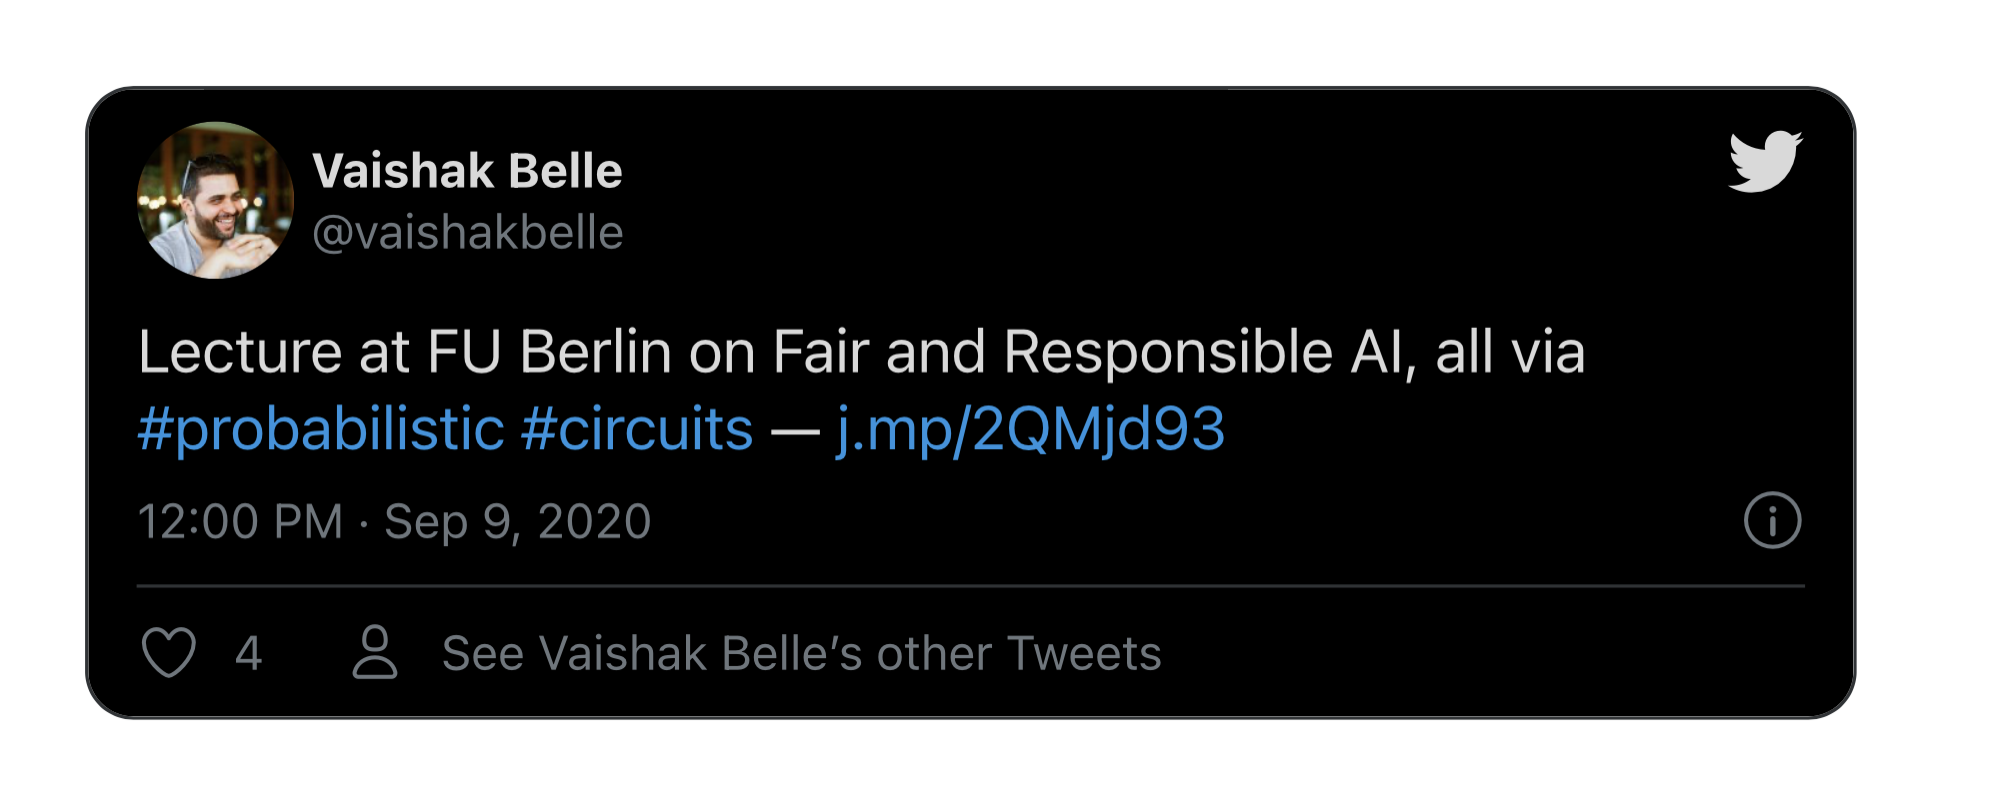 Vaishak Belle
@vaishakbelle
Lecture at FU Berlin on Fair and Responsible AI, all via
#probabilistic #circuits — j.mp/2QMjd93
12:00 PM · Sep 9, 2020
4 See Vaishak Belle’s other Tweets